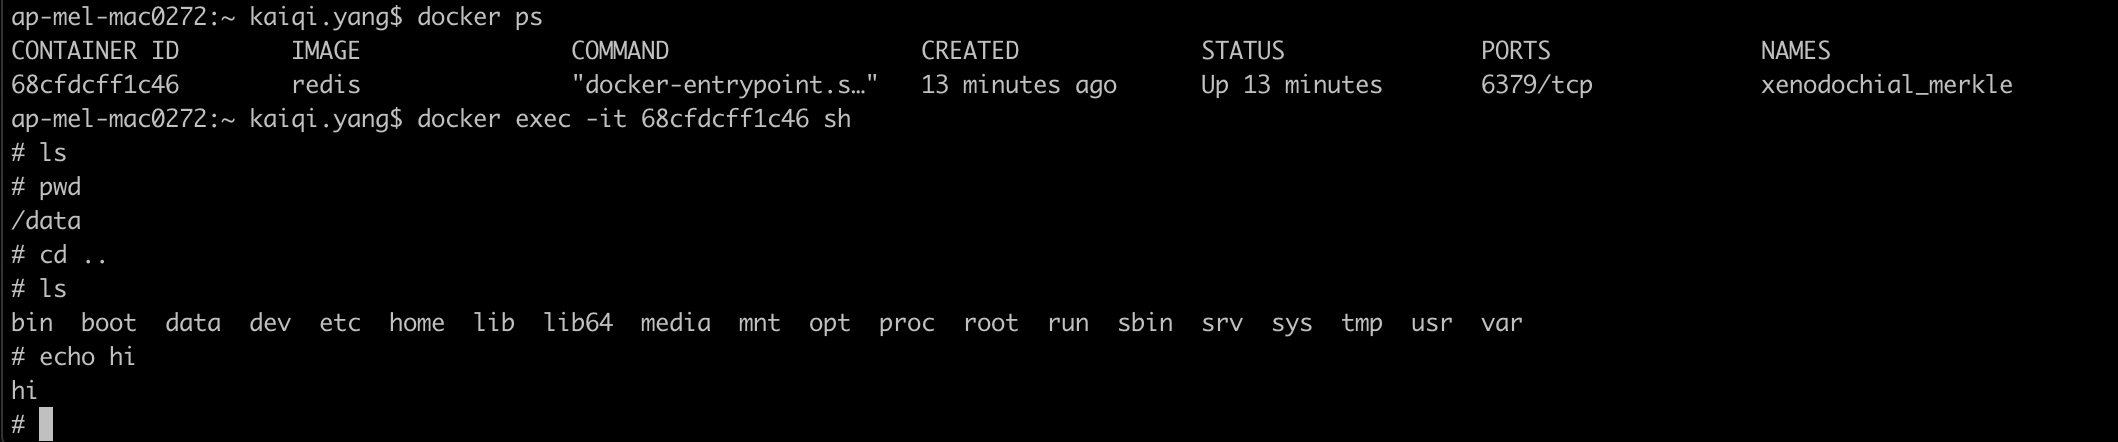 ap-mel-mac0272:~ kaiqi.yang$ docker ps
CONTAINER ID        IMAGE               COMMAND                  CREATED             STATUS              PORTS               NAMES
68cfdcff1c46        redis               "docker-entrypoint.s…"   13 minutes ago      Up 13 minutes       6379/tcp            xenodochial_merkle
ap-mel-mac0272:~ kaiqi.yang$ docker exec -it 68cfdcff1c46 sh
# ls
# pwd
/data
# cd ..
# ls
bin  boot  data  dev  etc  home  lib  lib64  media  mnt  opt  proc  root  run  sbin  srv  sys  tmp  usr  var
# echo hi
hi
#